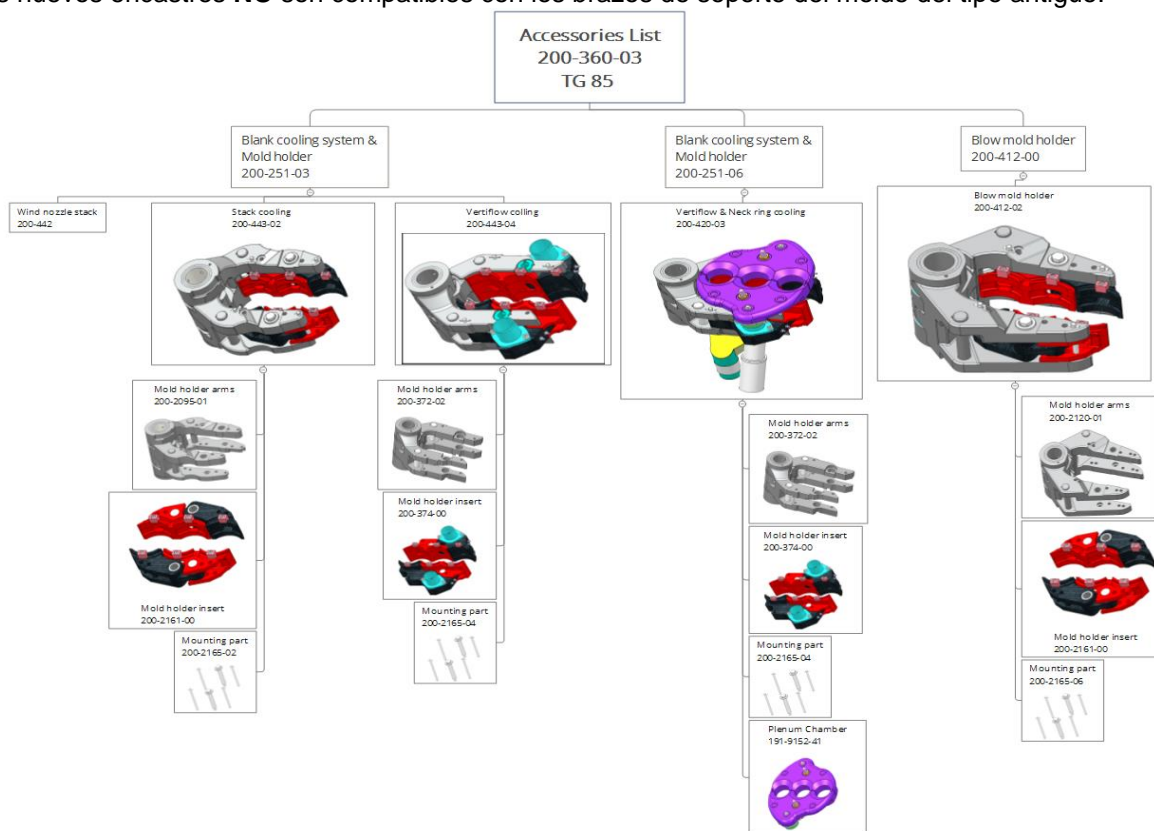 nuevos encastros NO son compatibles con los brazos de soporte del molde del tipo antiguo.
Accessories List
200-360-03
TG 85
Blank cooling system &
Mold holder
200-251-03
Blank cooling system &
Mold holder
200-251-06
Blow mold holder
200-412-00
Wind nozzle stack
200-442
Stack cooling
200-443-02
Vertiflow colling
200-443-04
Vertiflow & Neck ring cooling
200-420-03
Blow mold holder
200-412-02
Mold holder arms
200-2095-01
Mold holder insert
200-2161-00
Mounting part
200-2165-02
Mold holder arms
200-372-02
Mold holder insert
200-374-00
Mounting part
200-2165-04
Mold holder arms
200-372-02
Mold holder insert
200-374-00
Mounting part
200-2165-04
Plenum Chamber
191-9152-41
Mold holder arms
200-2120-01
Mold holder insert
200-2161-00
Mounting part
200-2165-06